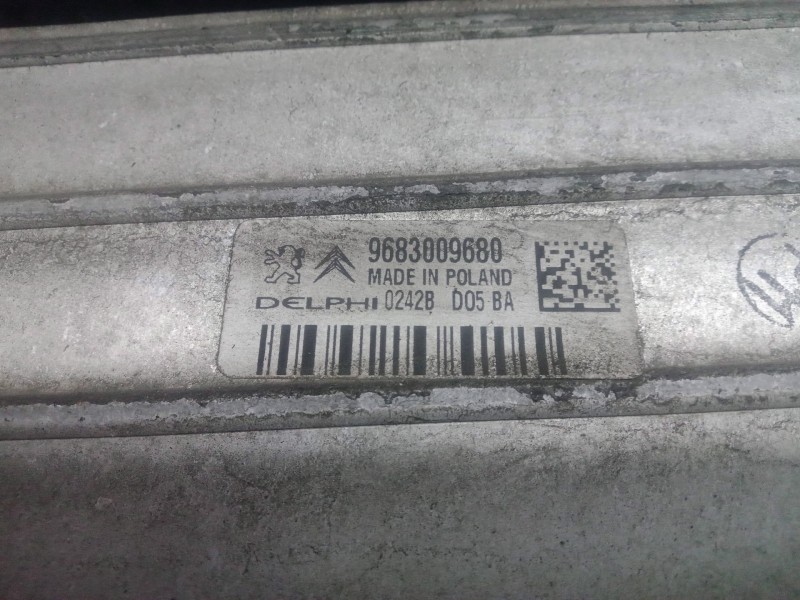 9683009680
MADE IN POLAND
DELPHI 0242B D05 BA